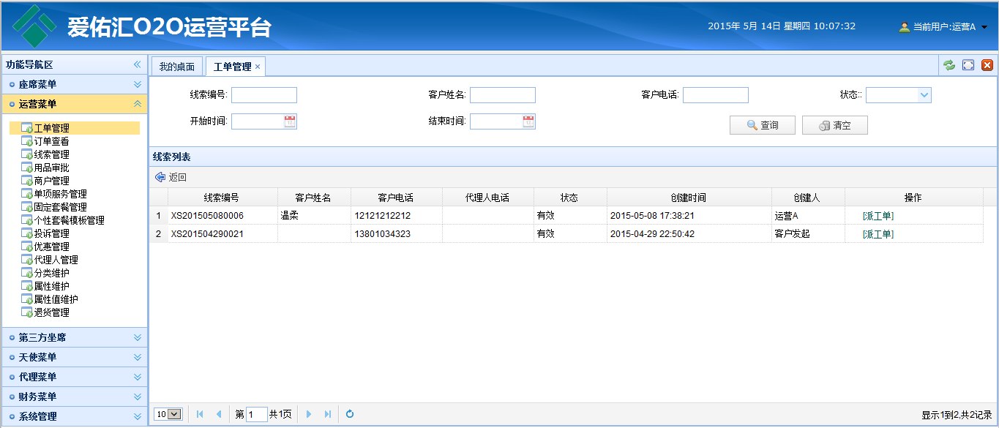 爱佑汇O2O运营平台
2015年 5月 14日 星期四 10:07:32
当前用户:运营A
功能导航区
座席菜单
运营菜单
工单管理
订单查看
线索管理
用品审批
商户管理
单项服务管理
固定套餐管理
个性套餐模板管理
投诉管理
优惠管理
代理人管理
分类维护
属性维护
属性值维护
退货管理
第三方坐席
天使菜单
代理菜单
财务菜单
系统管理
我的桌面 工单管理
线索编号: 客户姓名: 客户电话: 状态::
开始时间: 结束时间: 查询 清空
线索列表
返回
线索编号 客户姓名 客户电话 代理人电话 状态 创建时间 创建人 操作
1 XS201505080006 温柔 12121212212 有效 2015-05-08 17:38:21 运营A [派工单]
2 XS201504290021 13801034323 有效 2015-04-29 22:50:42 客户发起 [派工单]
10 第 1 共1页 显示1到2,共2记录